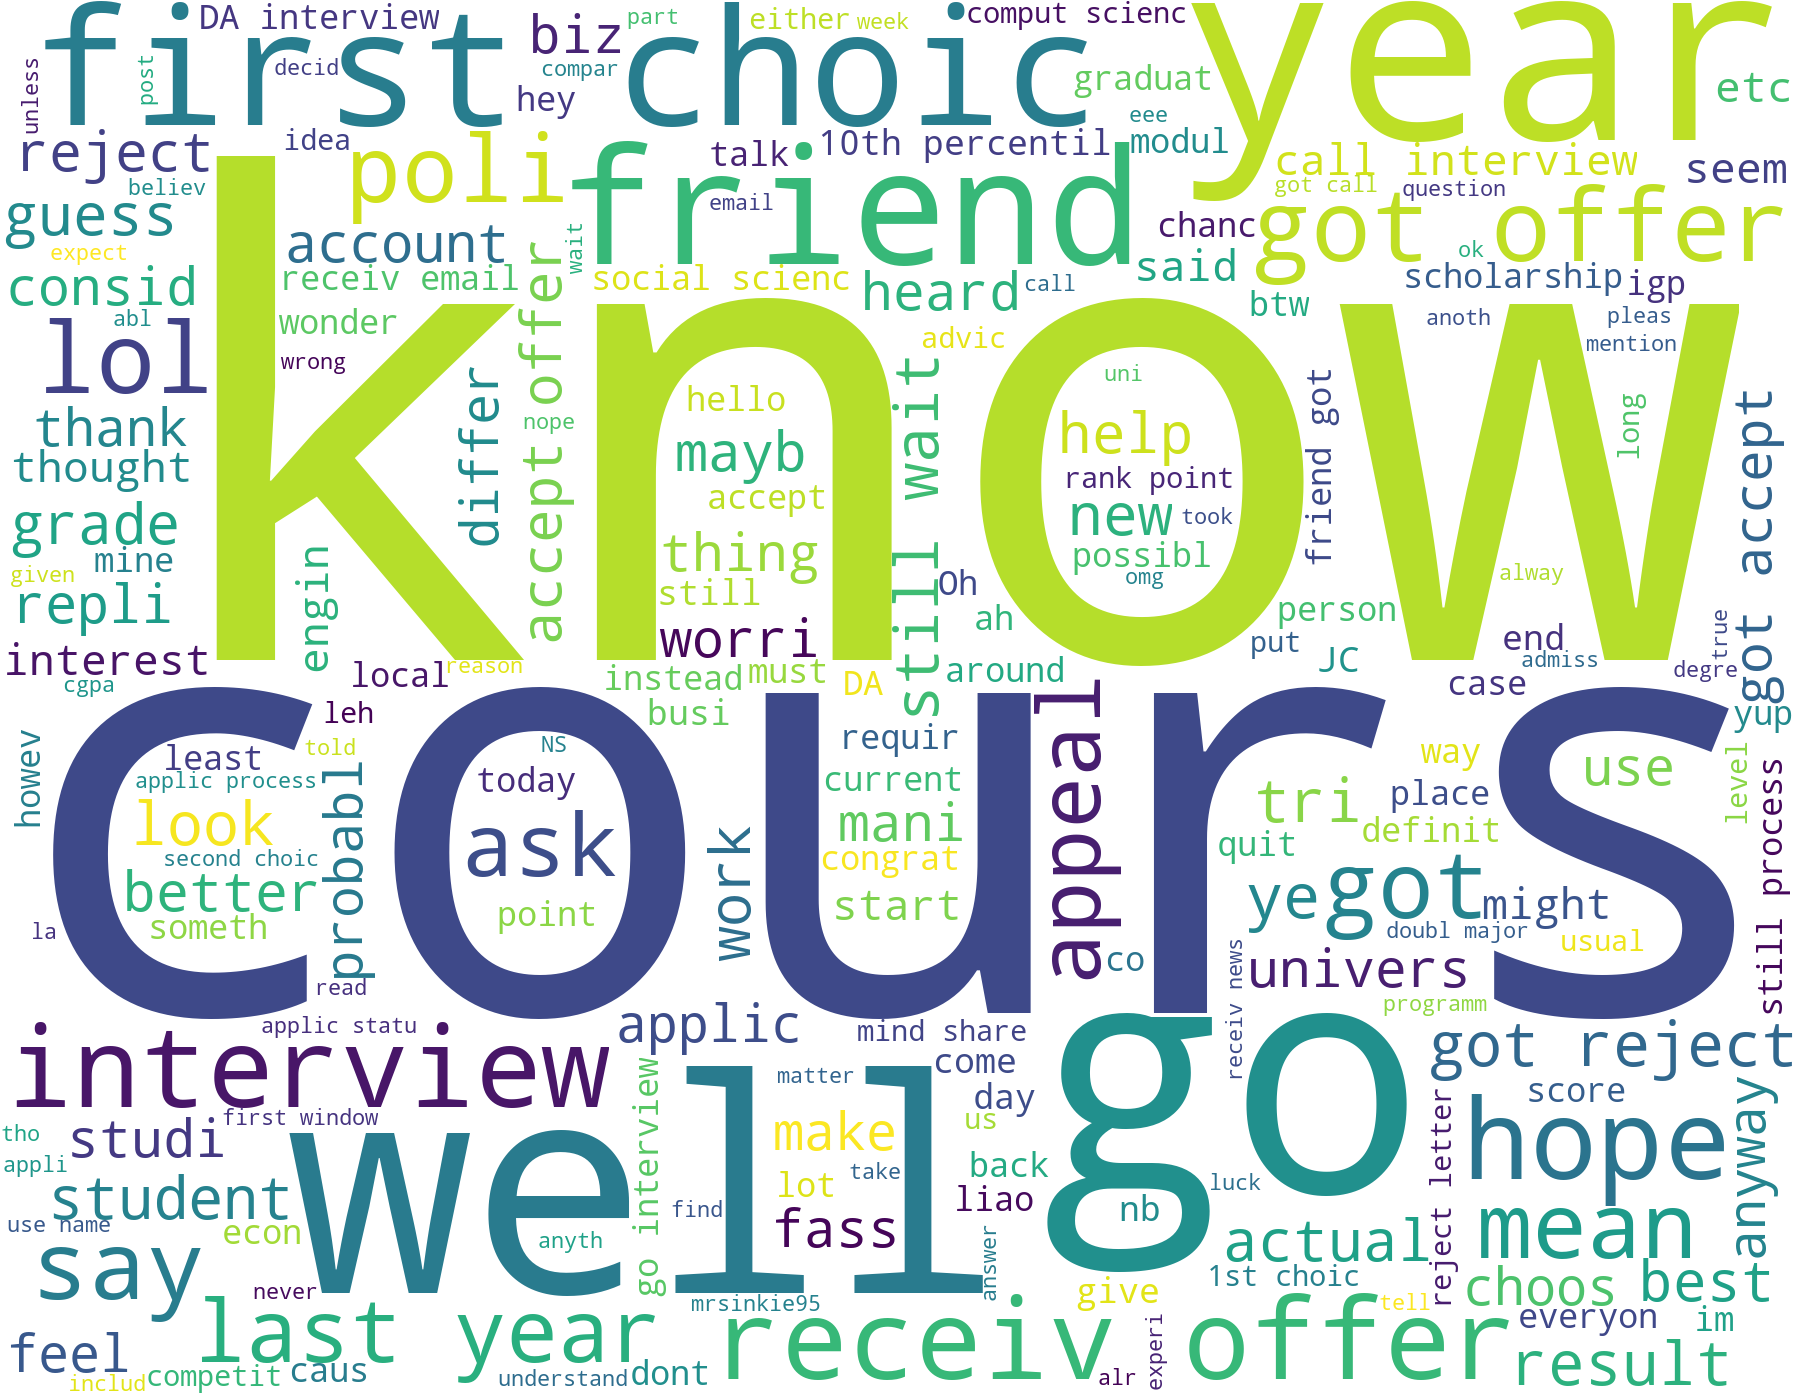 first choic
year
know
cours
well
go
friend
DA interview
biz
part
either
week
comput scienc
unless
post
decid
compar
hey
graduat
etc
eee
reject
idea
poli
talk
10th percentil
modul
call interview
seem
believ
email
got call
question
guess
expect
account
offer
wait
chanc
got offer
ok
consid
receiv email
social scienc
heard
call
said
btw
scholarship
igp
abl
wonder
advic
anoth
pleas
mention
lol
wrong
uni
thank
thought
differ
nope
accept
hello
mayb
accept
still wait
help
rank point
new
took
possibl
omg
friend got
long
got accept
grade
mine
given
repli
engin
thing
still
worri
Oh
ah
alway
person
put
JC
end
admiss
true
degre
interest
cgpa
local
reason
leh
instead
must
busi
DA
around
requir
appeal
case
yup
howev
least
told
applic process
look
second choic
better
someth
la
probabl
read
NS
today
ask
point
work
current
mani
congrat
start
co
way
use
tri
place
definit
quit
ye
got
might
doubl major
usual
univers
programm
level
still process
receiv news
interview
applic statu
applic
mind share
come
day
us
got reject
score
hope
anyway
first window
tho
studi
appli
student
use name
econ
say
never
go interview
find
anyth
matter
make
lot
take
fass
back
liao
answer
nb
luck
actual
reject letter
mean
1st choic
choos
best
give
tell
everyon
im
feel
last year
mrsinkie95
receiv offer
result
includ
competit
caus
understand
dont
alr
experi